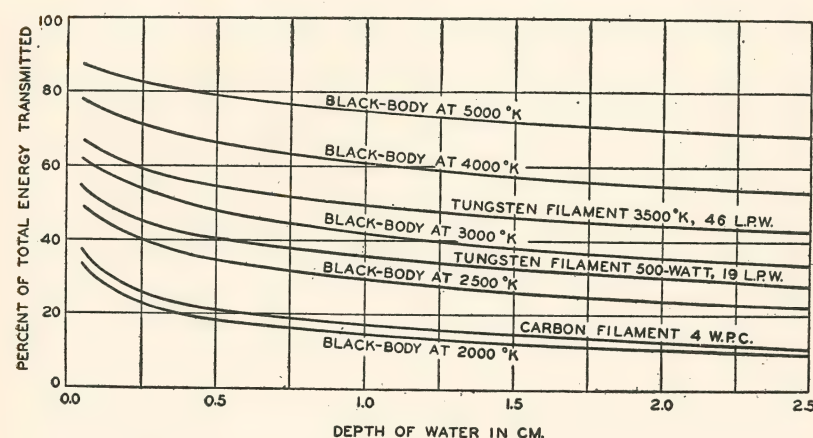 PERCENT OF TOTAL ENERGY TRANSMITTED
100
80
60
40
20
0
BLACK-BODY AT 5000 °K
BLACK-BODY AT 4000 °K
TUNGSTEN FILAMENT 3500°K, 46 L.P.W.
BLACK-BODY AT 3000 °K
TUNGSTEN FILAMENT 500-WATT, 19 L.P.W.
BLACK-BODY AT 2500 °K
CARBON FILAMENT 4 W.P.C.
BLACK-BODY AT 2000 °K
0.0 0.5 1.0 1.5 2.0 2.5
DEPTH OF WATER IN CM.